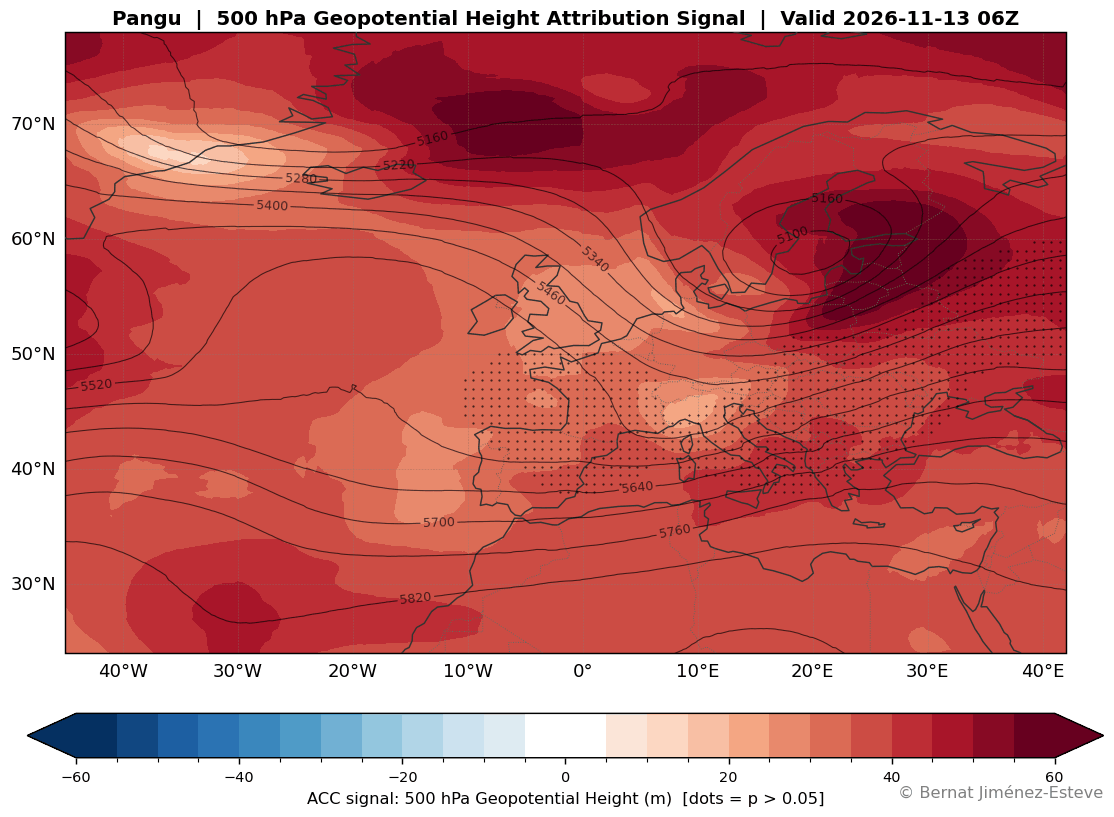 Pangu | 500 hPa Geopotential Height Attribution Signal | Valid 2026-11-13 06Z
70°N
60°N
50°N
40°N
30°N
5160
5220
5280
5400
5340
5460
5160
5100
5520
5640
5700
5760
5820
40°W
30°W
20°W
10°W
0°
10°E
20°E
30°E
40°E
−60
−40
−20
0
20
40
60
ACC signal: 500 hPa Geopotential Height (m) [dots = p > 0.05]
© Bernat Jiménez-Esteve